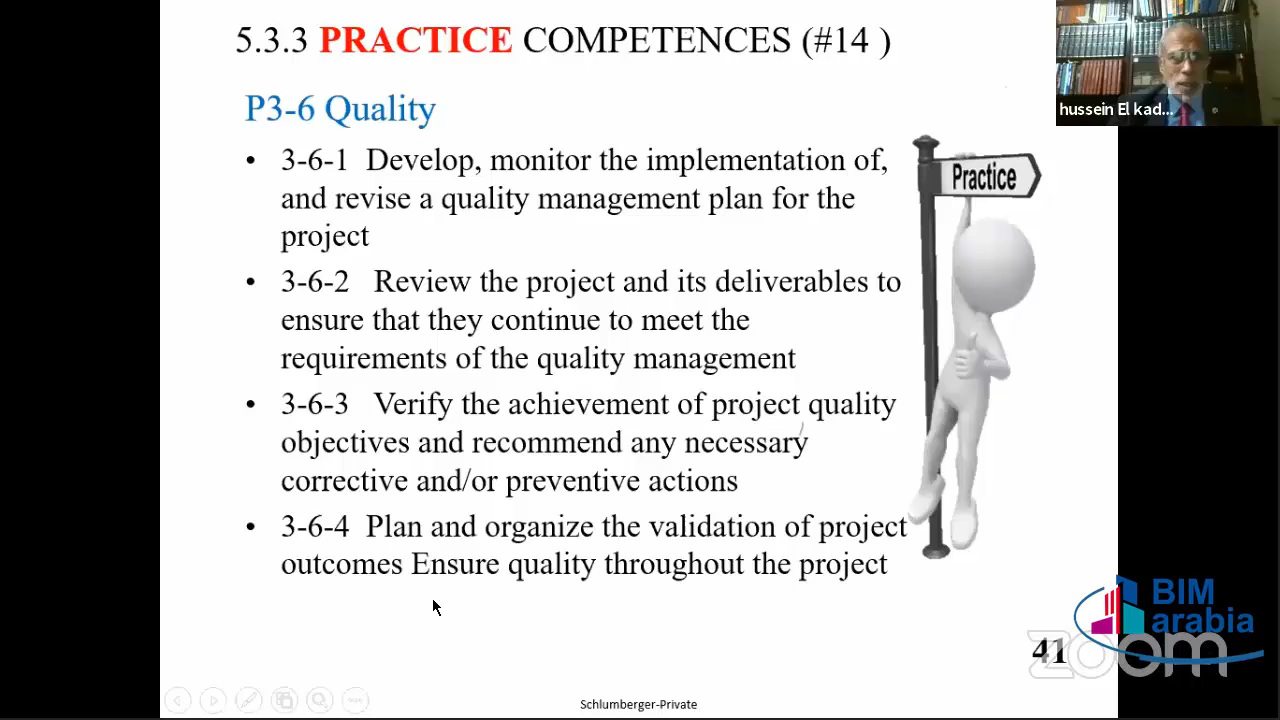 5.3.3 PRACTICE COMPETENCES (#14 )
hussein El kad...
P3-6 Quality
• 3-6-1 Develop, monitor the implementation of,
and revise a quality management plan for the
project
• 3-6-2 Review the project and its deliverables to
ensure that they continue to meet the
requirements of the quality management
• 3-6-3 Verify the achievement of project quality
objectives and recommend any necessary
corrective and/or preventive actions
• 3-6-4 Plan and organize the validation of project
outcomes Ensure quality throughout the project
Practice
BIM
arabia
zoom
41
Schlumberger-Private